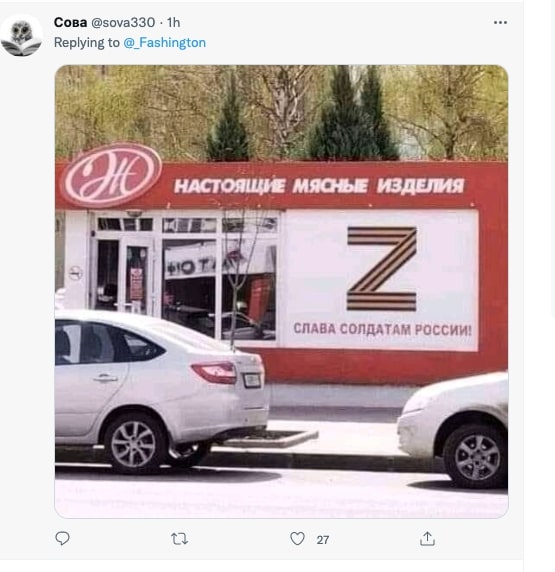 Сова @sova330 · 1h
Replying to @_Fashington
Ж
НАСТОЯЩИЕ МЯСНЫЕ ИЗДЕЛИЯ
Z
СЛАВА СОЛДАТАМ РОССИИ!
27